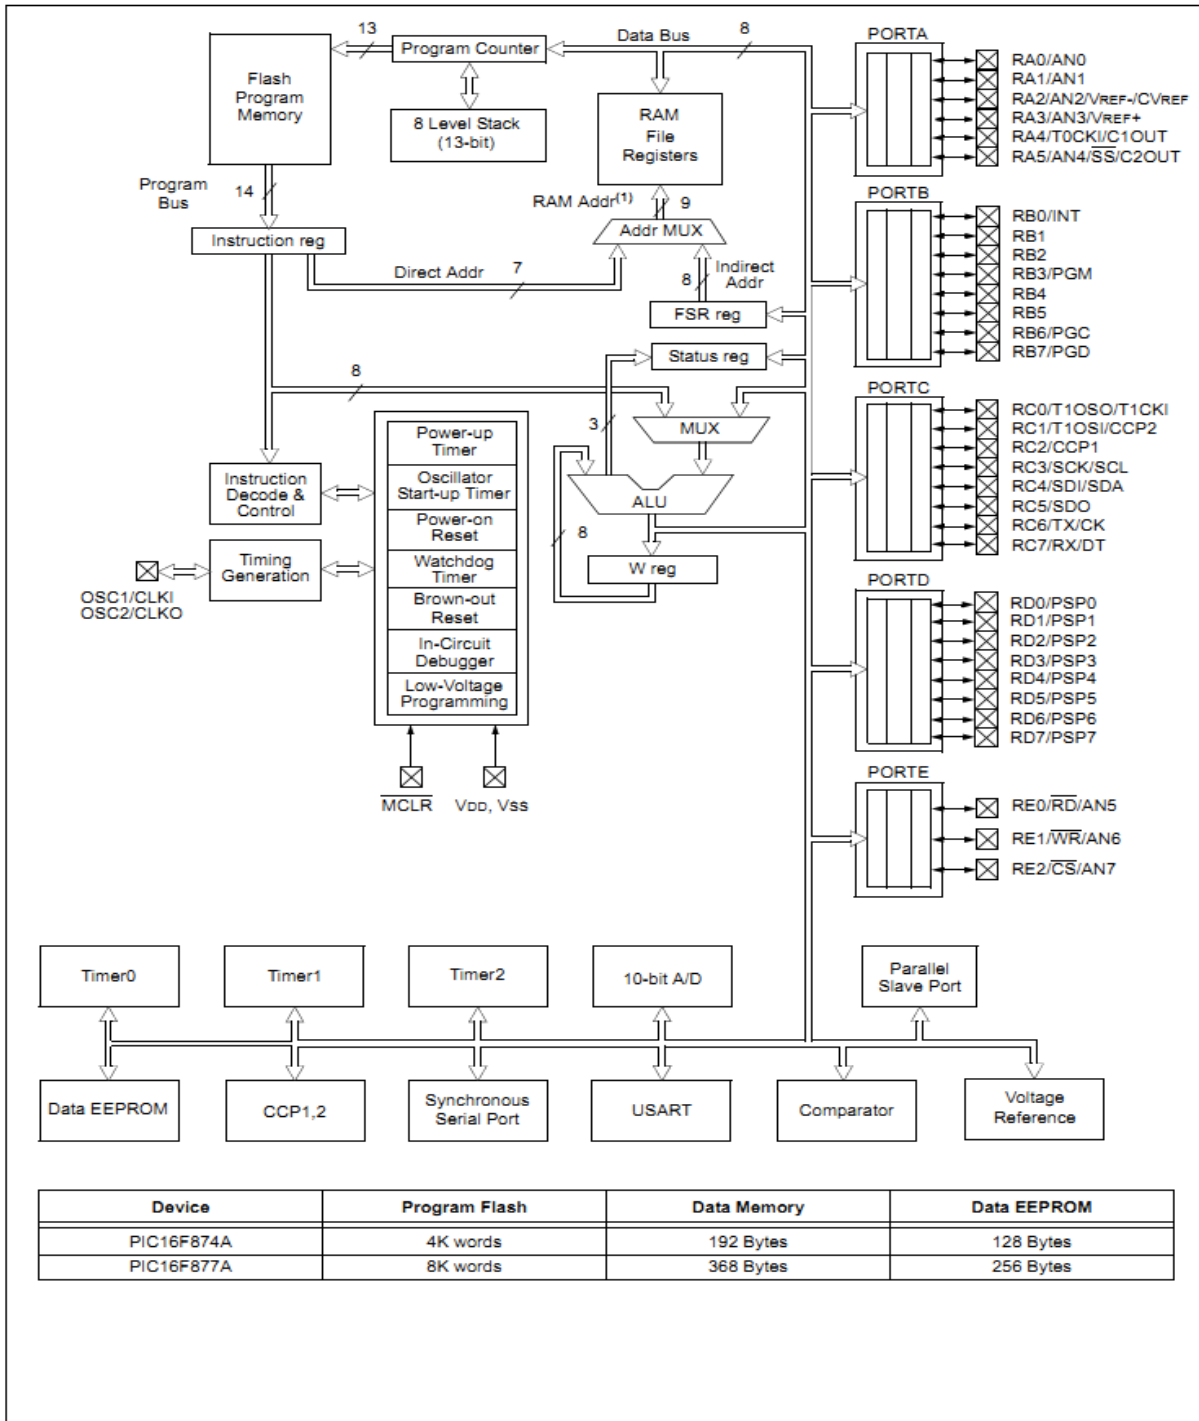 13
Program Counter
Data Bus
8
PORTA
Flash
Program
Memory
8 Level Stack
(13-bit)
RAM
File
Registers
RA0/AN0
RA1/AN1
RA2/AN2/VREF-/CVREF
RA3/AN3/VREF+
RA4/T0CKI/C1OUT
RA5/AN4/SS/C2OUT
Program
Bus
14
RAM Addr(1)
9
PORTB
Instruction reg
Addr MUX
RB0/INT
RB1
RB2
RB3/PGM
RB4
RB5
RB6/PGC
RB7/PGD
Direct Addr
7
8
Indirect
Addr
FSR reg
Status reg
8
3
MUX
PORTC
RC0/T1OSO/T1CKI
RC1/T1OSI/CCP2
RC2/CCP1
RC3/SCK/SCL
RC4/SDI/SDA
RC5/SDO
RC6/TX/CK
RC7/RX/DT
Power-up
Timer
Oscillator
Start-up Timer
Power-on
Reset
Watchdog
Timer
Brown-out
Reset
In-Circuit
Debugger
Low-Voltage
Programming
Instruction
Decode &
Control
ALU
8
W reg
Timing
Generation
OSC1/CLKI
OSC2/CLKO
PORTD
RD0/PSP0
RD1/PSP1
RD2/PSP2
RD3/PSP3
RD4/PSP4
RD5/PSP5
RD6/PSP6
RD7/PSP7
MCLR
VDD, VSS
PORTE
RE0/RD/AN5
RE1/WR/AN6
RE2/CS/AN7
Timer0
Timer1
Timer2
10-bit A/D
Parallel
Slave Port
Data EEPROM
CCP1,2
Synchronous
Serial Port
USART
Comparator
Voltage
Reference
Device Program Flash Data Memory Data EEPROM
PIC16F874A 4K words 192 Bytes 128 Bytes
PIC16F877A 8K words 368 Bytes 256 Bytes